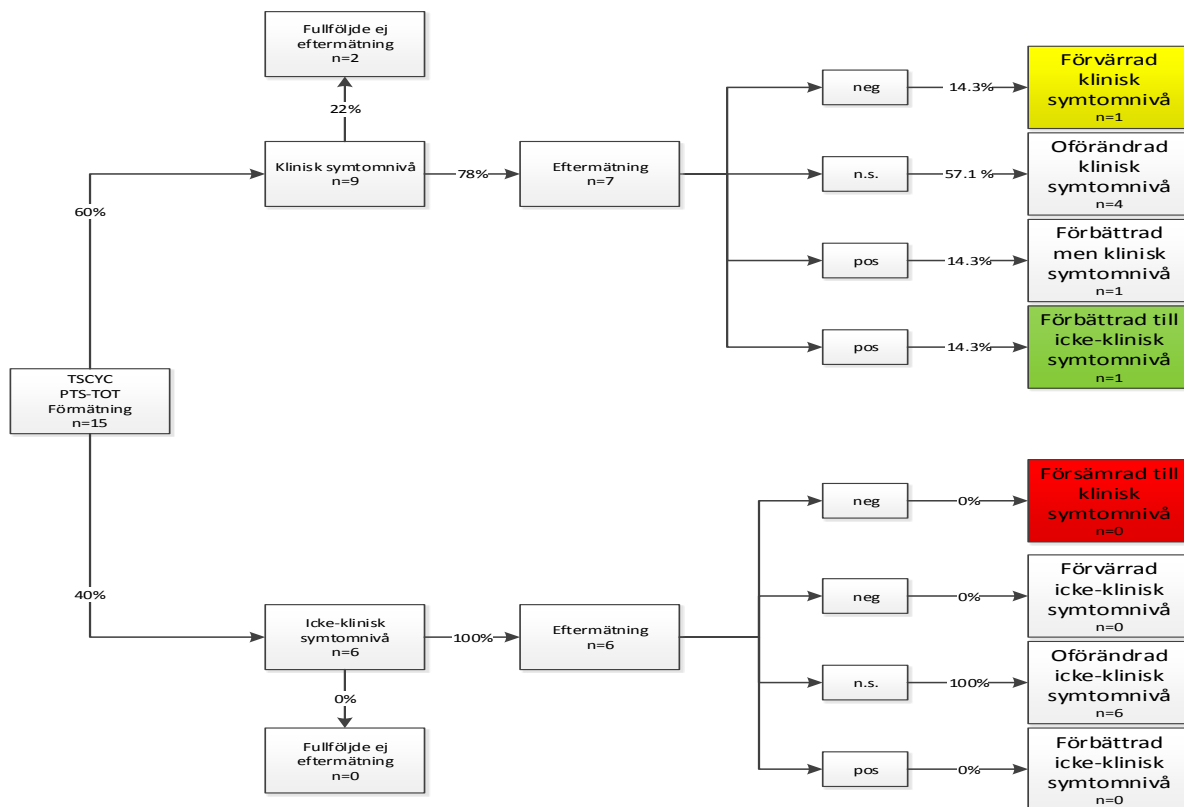 Fullföljde ej
eftermätning
n=2
22%
Klinisk symtomnivå
n=9
78%
Eftermätning
n=7
neg
14.3%
Förvärrad
klinisk
symtomnivå
n=1
n.s.
57.1 %
Oförändrad
klinisk
symtomnivå
n=4
pos
14.3%
Förbättrad
men klinisk
symtomnivå
n=1
pos
14.3%
Förbättrad till
icke-klinisk
symtomnivå
n=1
60%
TSCYC
PTS-TOT
Förmätning
n=15
40%
Icke-klinisk
symtomnivå
n=6
100%
Eftermätning
n=6
0%
Fullföljde ej
eftermätning
n=0
neg
0%
Försämrad till
klinisk
symtomnivå
n=0
neg
0%
Förvärrad
icke-klinisk
symtomnivå
n=0
n.s.
100%
Oförändrad
icke-klinisk
symtomnivå
n=6
pos
0%
Förbättrad
icke-klinisk
symtomnivå
n=0